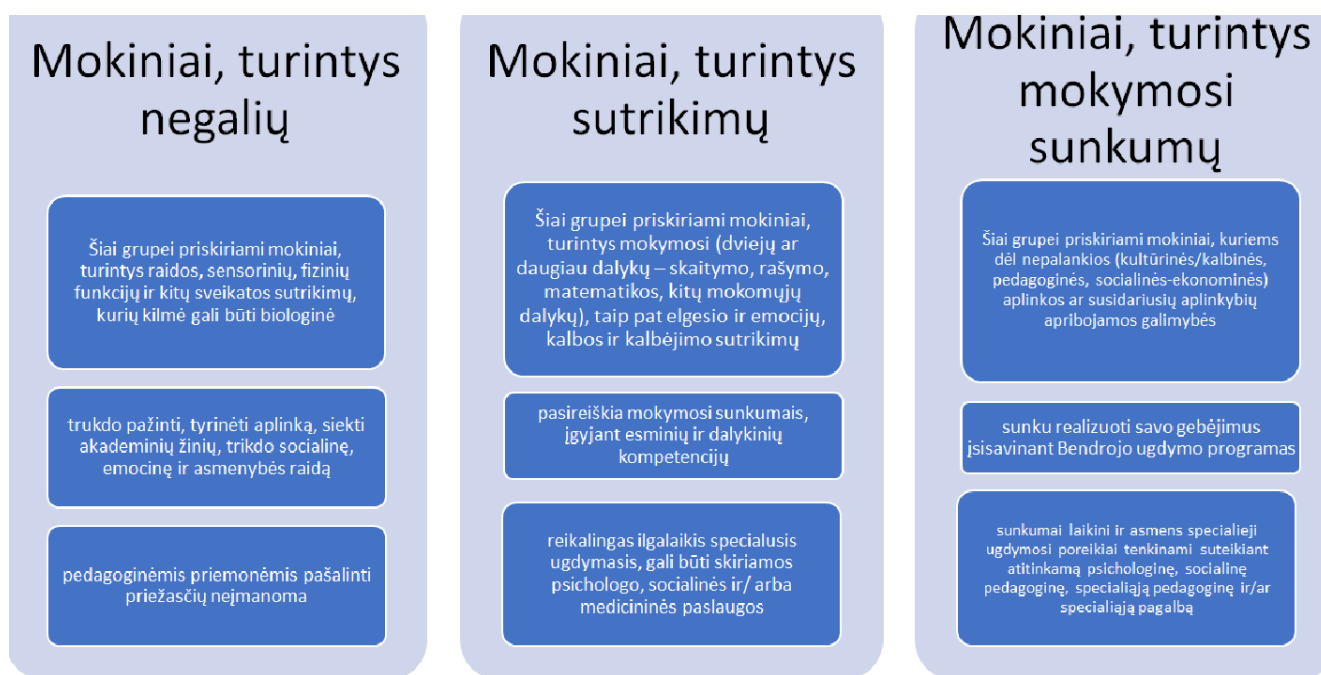 Mokiniai, turintys
negalių
Šiai grupei priskiriami mokiniai,
turintys raidos, sensorinių, fizinių
funkcijų ir kitų sveikatos sutrikimų,
kurių kilmė gali būti biologinė
trukdo pažinti, tyrinėti aplinką, siekti
akademinių žinių, trikdo socialinę,
emocinę ir asmenybės raidą
pedagoginėmis priemonėmis pašalinti
priežasčių neįmanoma
Mokiniai, turintys
sutrikimų
Šiai grupei priskiriami mokiniai,
turintys mokymosi (dviejų ar
daugiau dalykų – skaitymo, rašymo,
matematikos, kitų mokomųjų
dalykų), taip pat elgesio ir emocijų,
kalbos ir kalbėjimo sutrikimų
pasireiškia mokymosi sunkumais,
įgyjant esminių ir dalykinių
kompetencijų
reikalingas ilgalaikis specialusis
ugdymasis, gali būti skiriamos
psichologo, socialinės ir/ arba
medicininės paslaugos
Mokiniai, turintys
mokymosi
sunkumų
Šiai grupei priskiriami mokiniai, kuriems
dėl nepalankios (kultūrinės/kalbinės,
pedagoginės, socialinės-ekonominės)
aplinkos ar susidariusių aplinkybių
apribojamos galimybės
sunku realizuoti savo gebėjimus
įsisavinant Bendrojo ugdymo programas
sunkumai laikini ir asmens specialieji
ugdymosi poreikiai tenkinami suteikiant
atitinkamą psichologinę, socialinę
pedagoginę, specialiąją pedagoginę ir/ar
specialiąją pagalbą